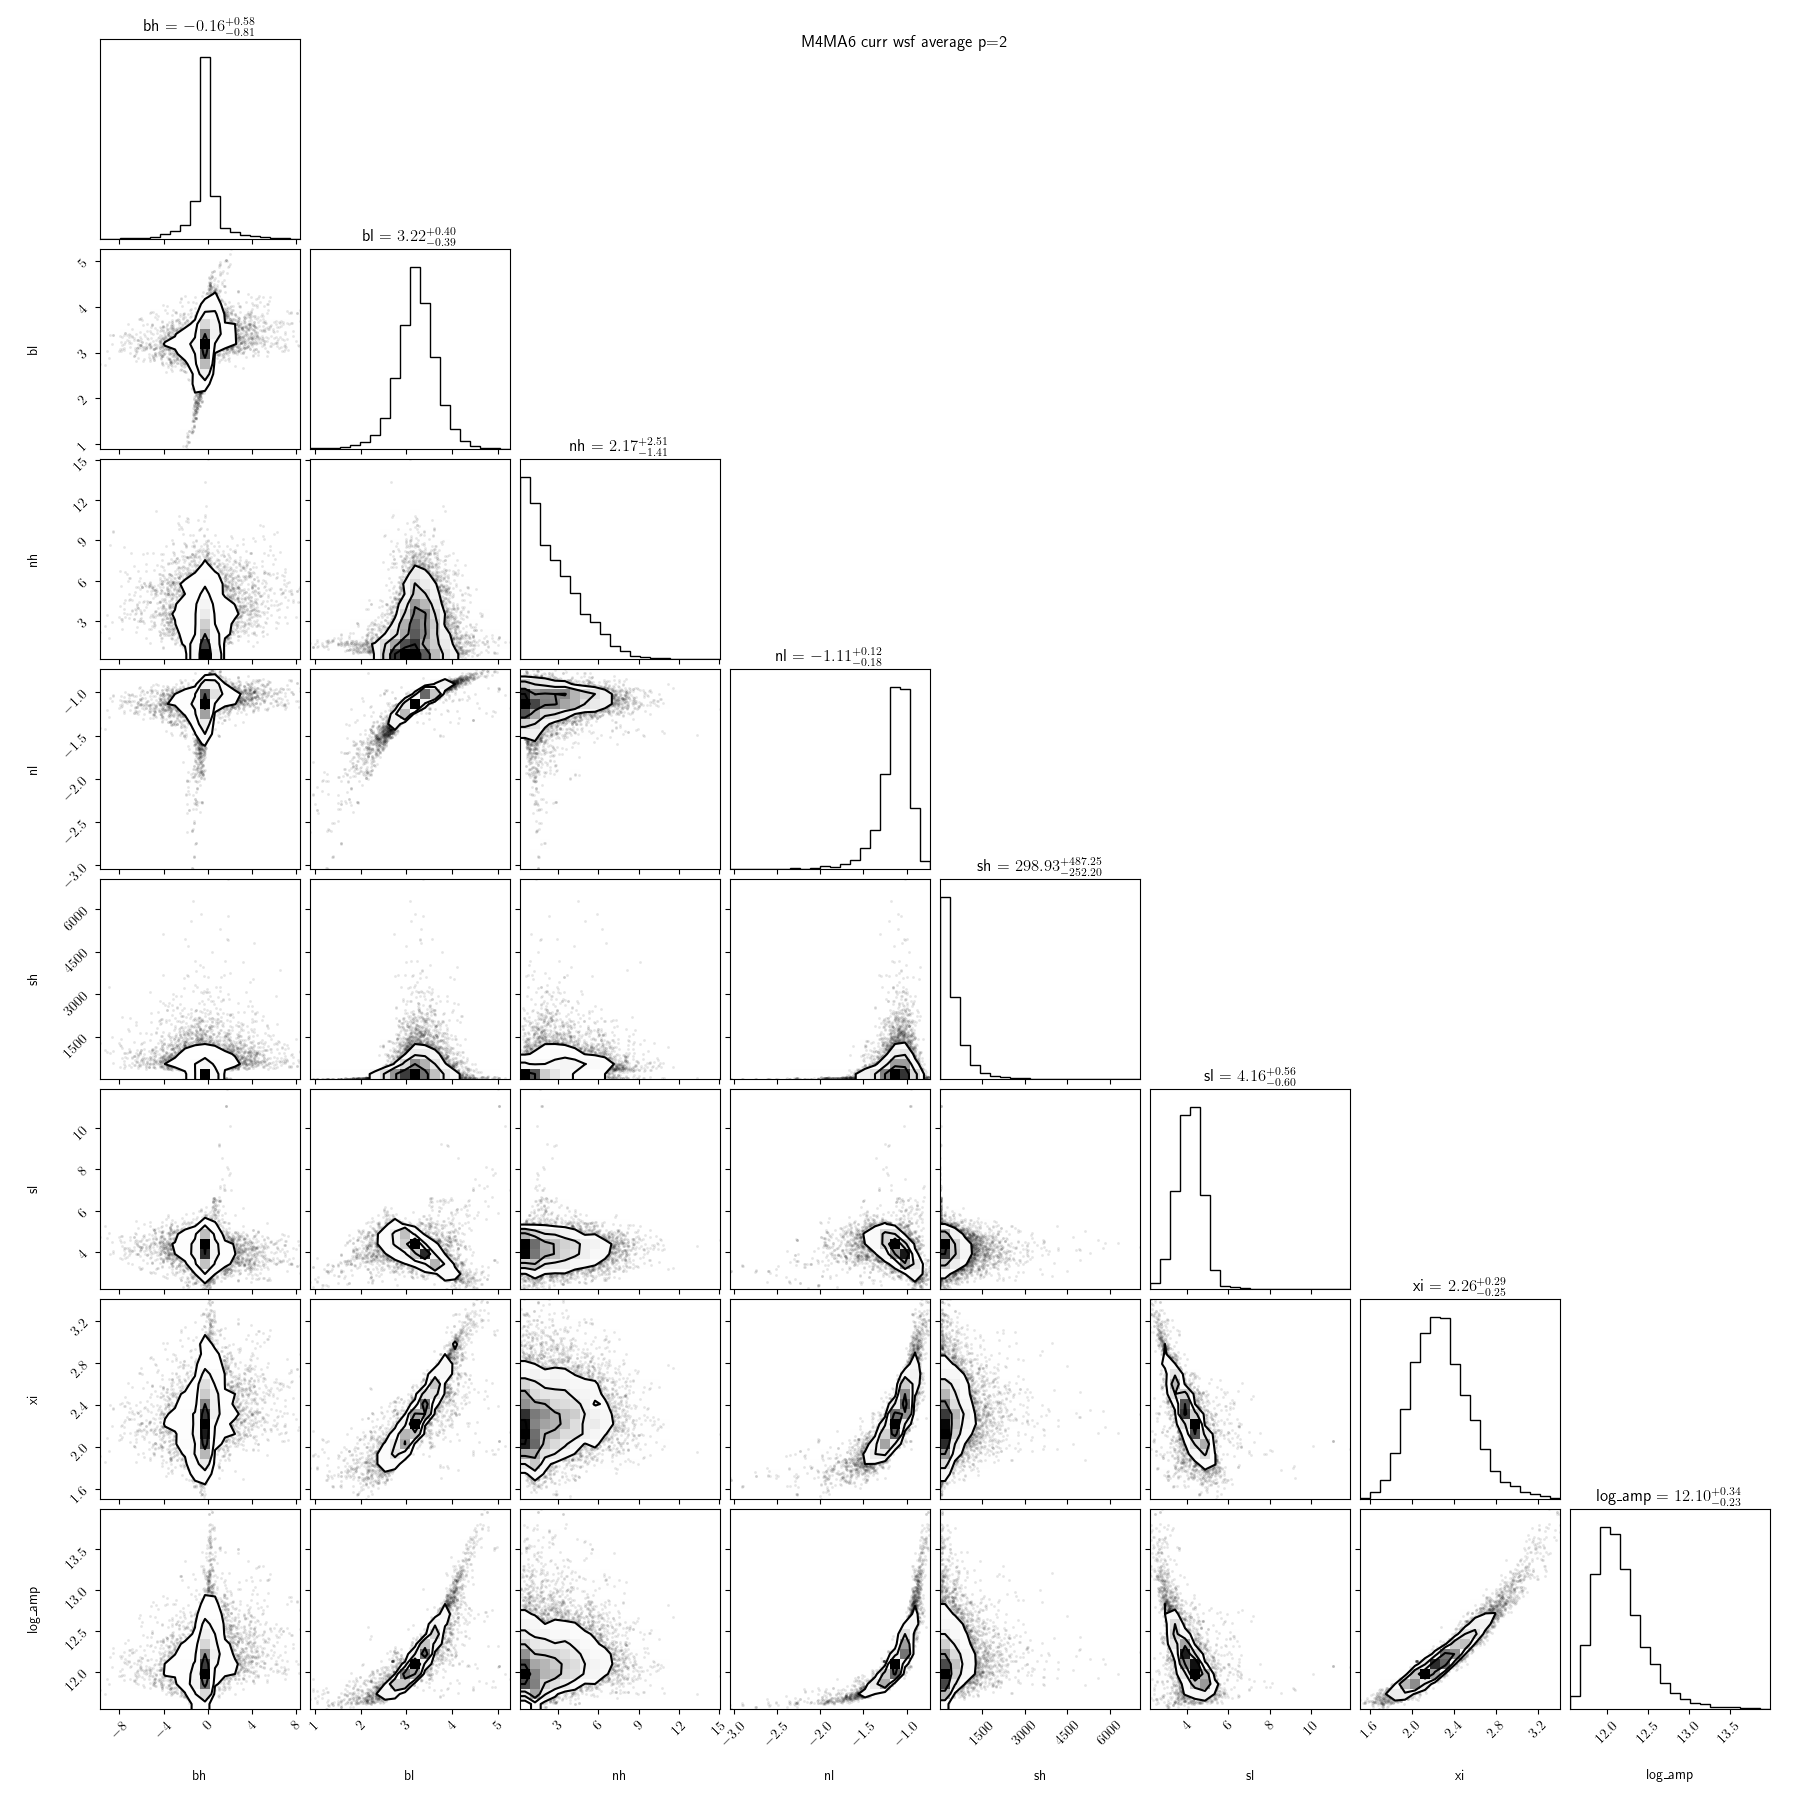 bh = −0.16+0.58−0.81
M4MA6 curr wsf average p=2
bl = 3.22+0.40−0.39
5
4
3
2
1
bl
nh = 2.17+2.51−1.41
15
12
9
6
3
nh
nl = −1.11+0.12−0.18
−1.0
−1.5
−2.0
−2.5
−3.0
nl
sh = 298.93+487.25−252.20
6000
4500
3000
1500
sh
sl = 4.16+0.56−0.60
10
8
6
4
sl
xi = 2.26+0.29−0.25
3.2
2.8
2.4
2.0
1.6
xi
log_amp = 12.10+0.34−0.23
13.5
13.0
12.5
12.0
log_amp
−8 −4 0 4 8 1 2 3 4 5 3 6 9 12 15 −3.0 −2.5 −2.0 −1.5 −1.0 1500 3000 4500 6000 4 6 8 10 1.6 2.0 2.4 2.8 3.2 12.0 12.5 13.0 13.5
bh bl nh nl sh sl xi log_amp